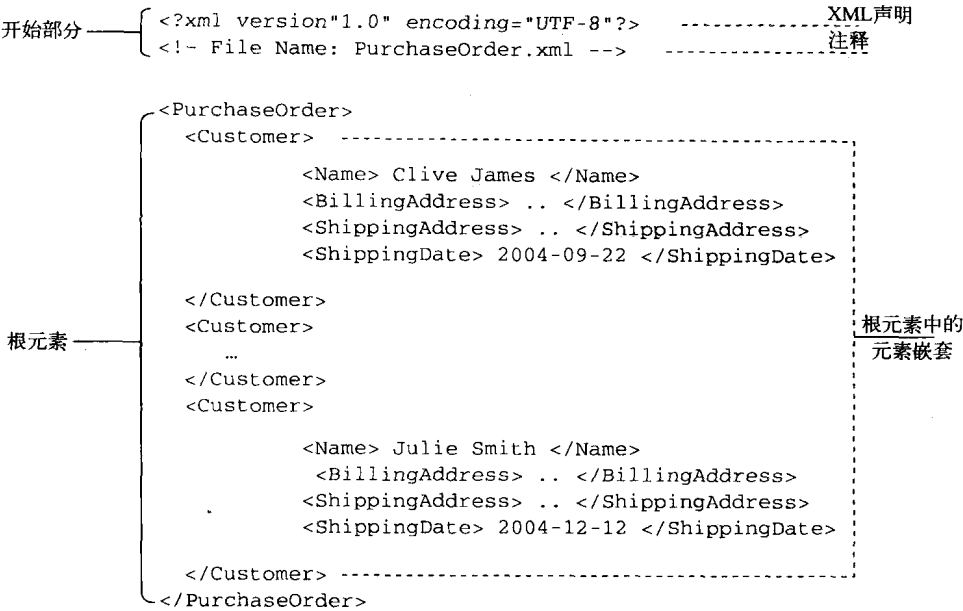 开始部分
<?xml version"1.0" encoding="UTF-8"?>
XML声明
<!- File Name: PurchaseOrder.xml -->
注释
<PurchaseOrder>
<Customer>
<Name> Clive James </Name>
<BillingAddress> .. </BillingAddress>
<ShippingAddress> .. </ShippingAddress>
<ShippingDate> 2004-09-22 </ShippingDate>
</Customer>
<Customer>
根元素
…
</Customer>
<Customer>
根元素中的
元素嵌套
<Name> Julie Smith </Name>
<BillingAddress> .. </BillingAddress>
<ShippingAddress> .. </ShippingAddress>
<ShippingDate> 2004-12-12 </ShippingDate>
</Customer>
</PurchaseOrder>